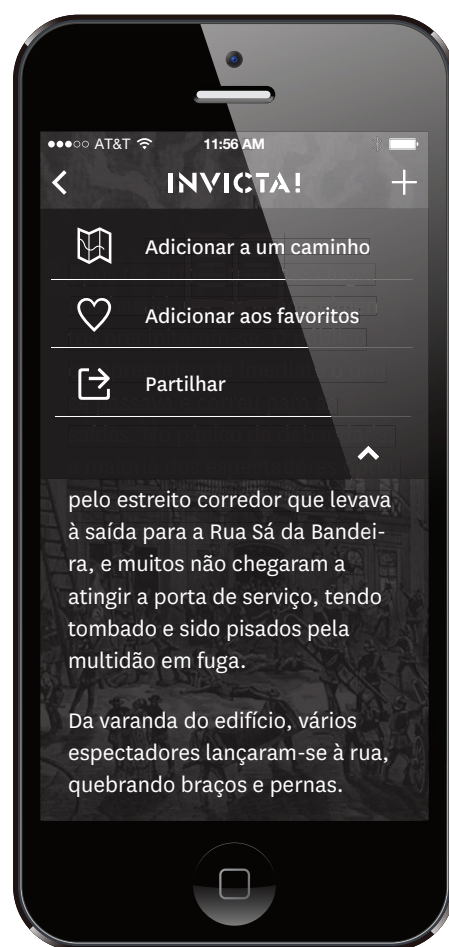 AT&T 11:56 AM
INVICTA!
Adicionar a um caminho
Adicionar aos favoritos
Partilhar
pelo estreito corredor que levava
à saída para a Rua Sá da Bandei-
ra, e muitos não chegaram a
atingir a porta de serviço, tendo
tombado e sido pisados pela
multidão em fuga.
Da varanda do edifício, vários
espectadores lançaram-se à rua,
quebrando braços e pernas.